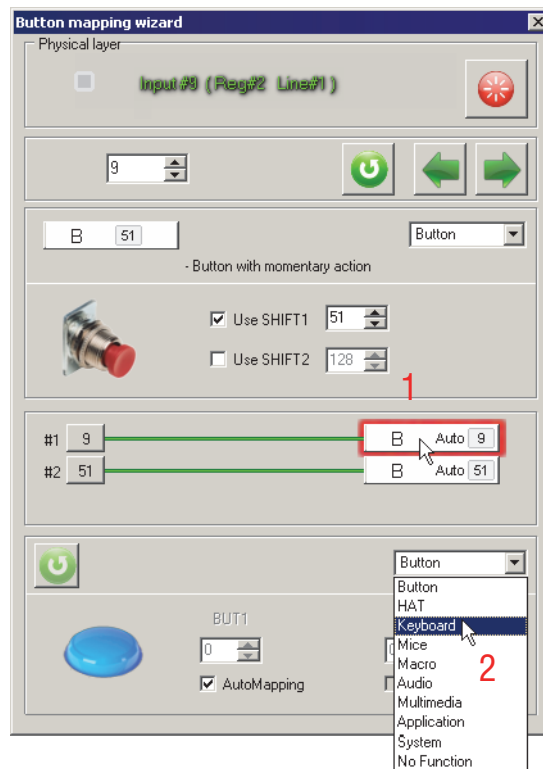 Button mapping wizard
Physical layer
Input #9 (Reg#2 Line#1)
9
B 51
Button
- Button with momentary action
Use SHIFT1 51
Use SHIFT2 128
1
#1 9
B Auto 9
#2 51
B Auto 51
Button
Button
HAT
Keyboard
Mice
Macro
Audio
Multimedia
Application
System
No Function
2
BUT1
0
AutoMapping